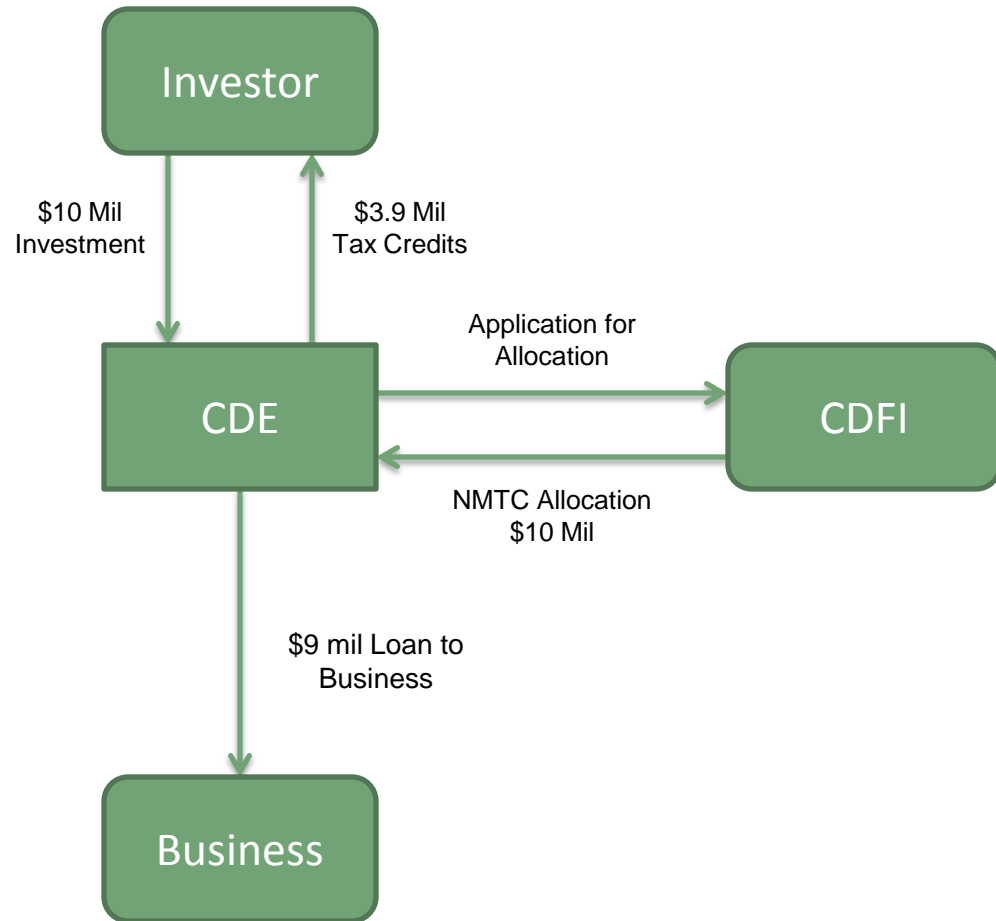 Investor
$10 Mil
Investment
$3.9 Mil
Tax Credits
Application for
Allocation
CDE
CDFI
NMTC Allocation
$10 Mil
$9 mil Loan to
Business
Business